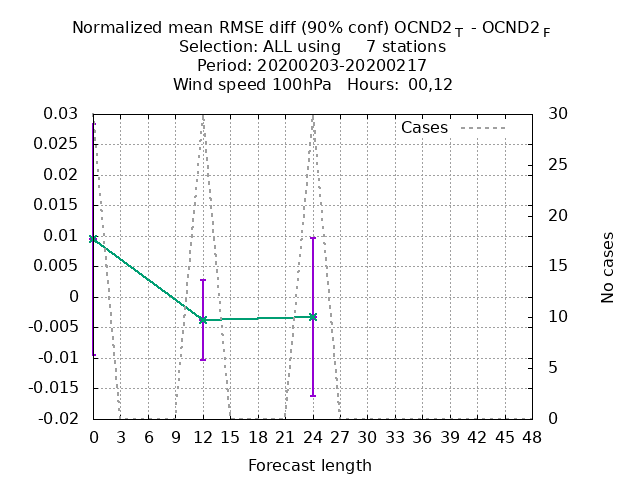 Normalized mean RMSE diff (90% conf) OCND2 T - OCND2 F
Selection: ALL using 7 stations
Period: 20200203-20200217
Wind speed 100hPa Hours: 00,12
Cases
0.03
0.025
0.02
0.015
0.01
0.005
0
-0.005
-0.01
-0.015
-0.02
30
25
20
15
10
5
0
No cases
0 3 6 9 12 15 18 21 24 27 30 33 36 39 42 45 48
Forecast length